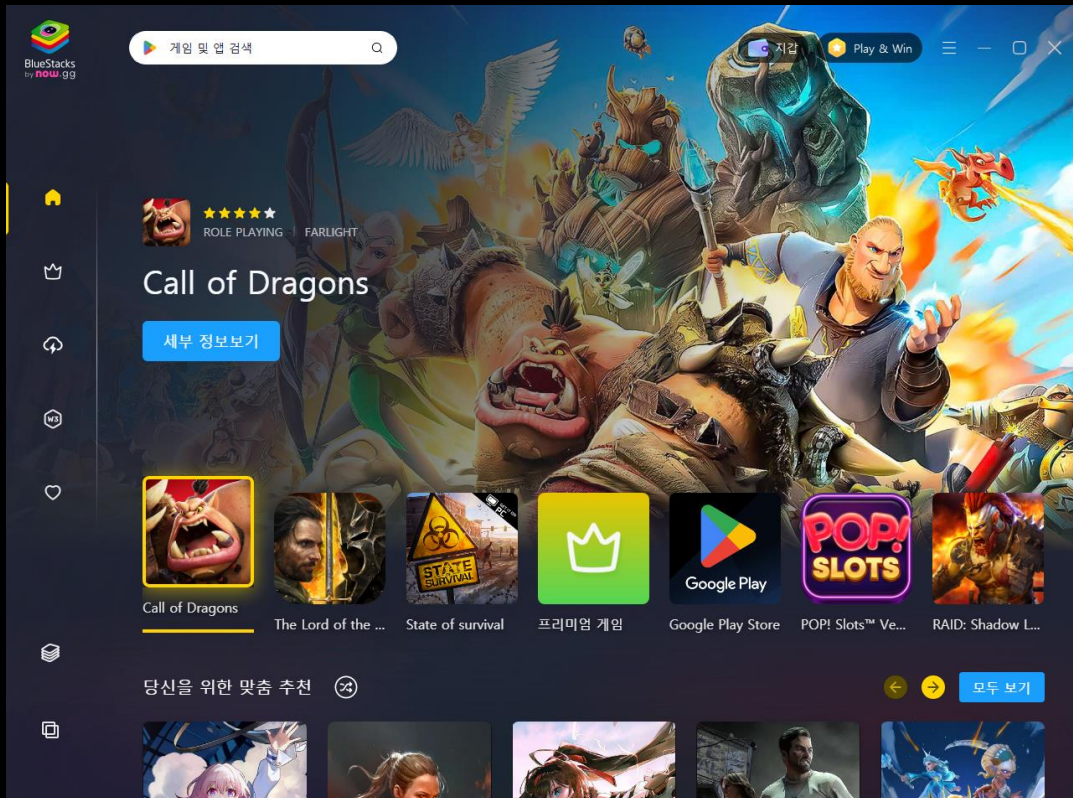 BlueStacks
by now.gg
게임 및 앱 검색
지갑
Play & Win
ROLE PLAYING
FARLIGHT
Call of Dragons
세부 정보보기
W3
STATE
SURVIVAL
PC
Google Play
POP!
SLOTS
Call of Dragons
The Lord of the ...
State of survival
프리미엄 게임
Google Play Store
POP! Slots™ Ve...
RAID: Shadow L...
당신을 위한 맞춤 추천
모두 보기